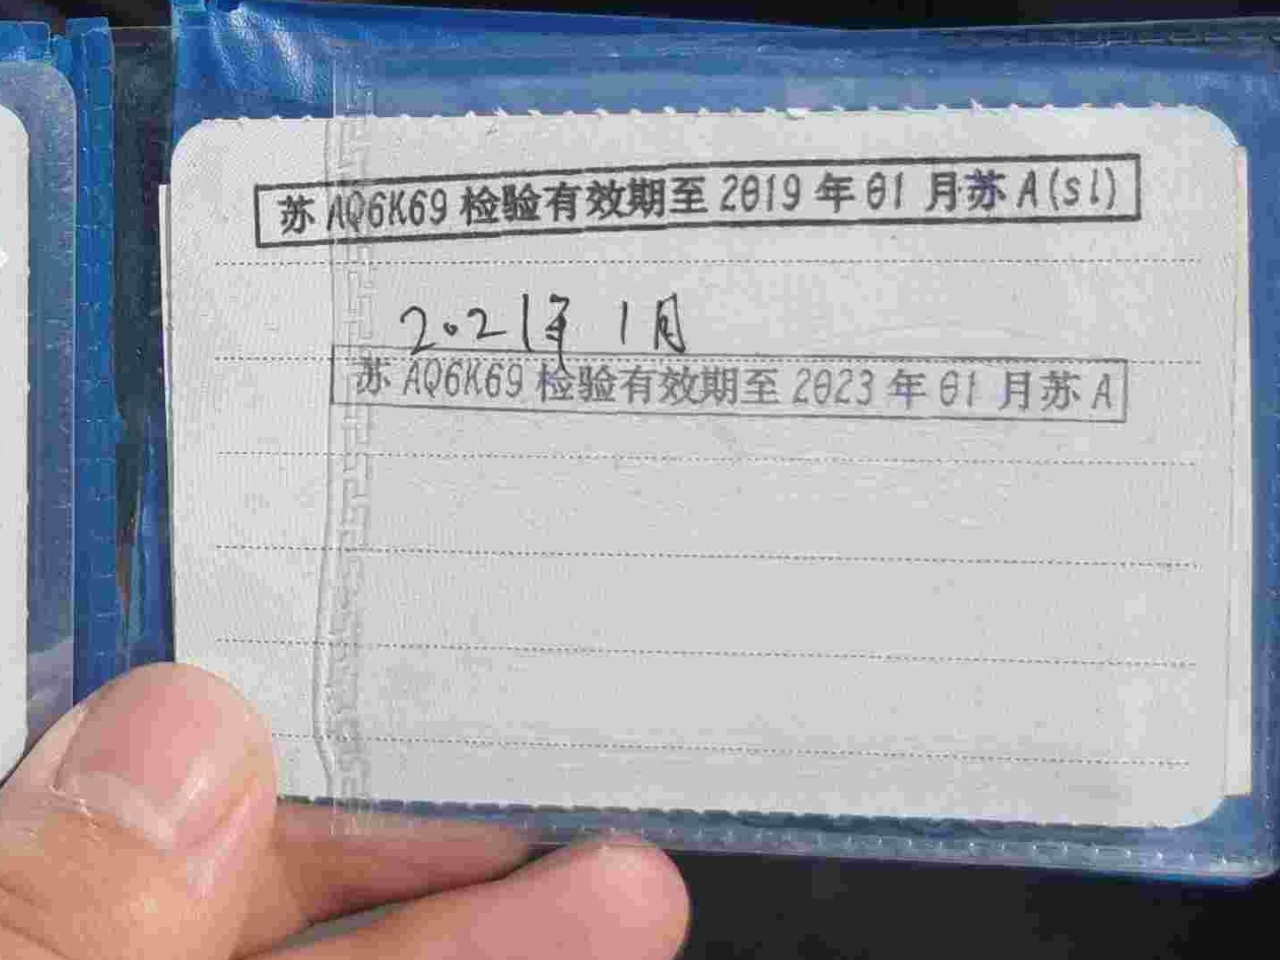 苏 AQ6K69 检验有效期至 2019 年 01 月苏 A(sl)
2021年 1月
苏 AQ6K69 检验有效期至 2023 年 01 月苏 A